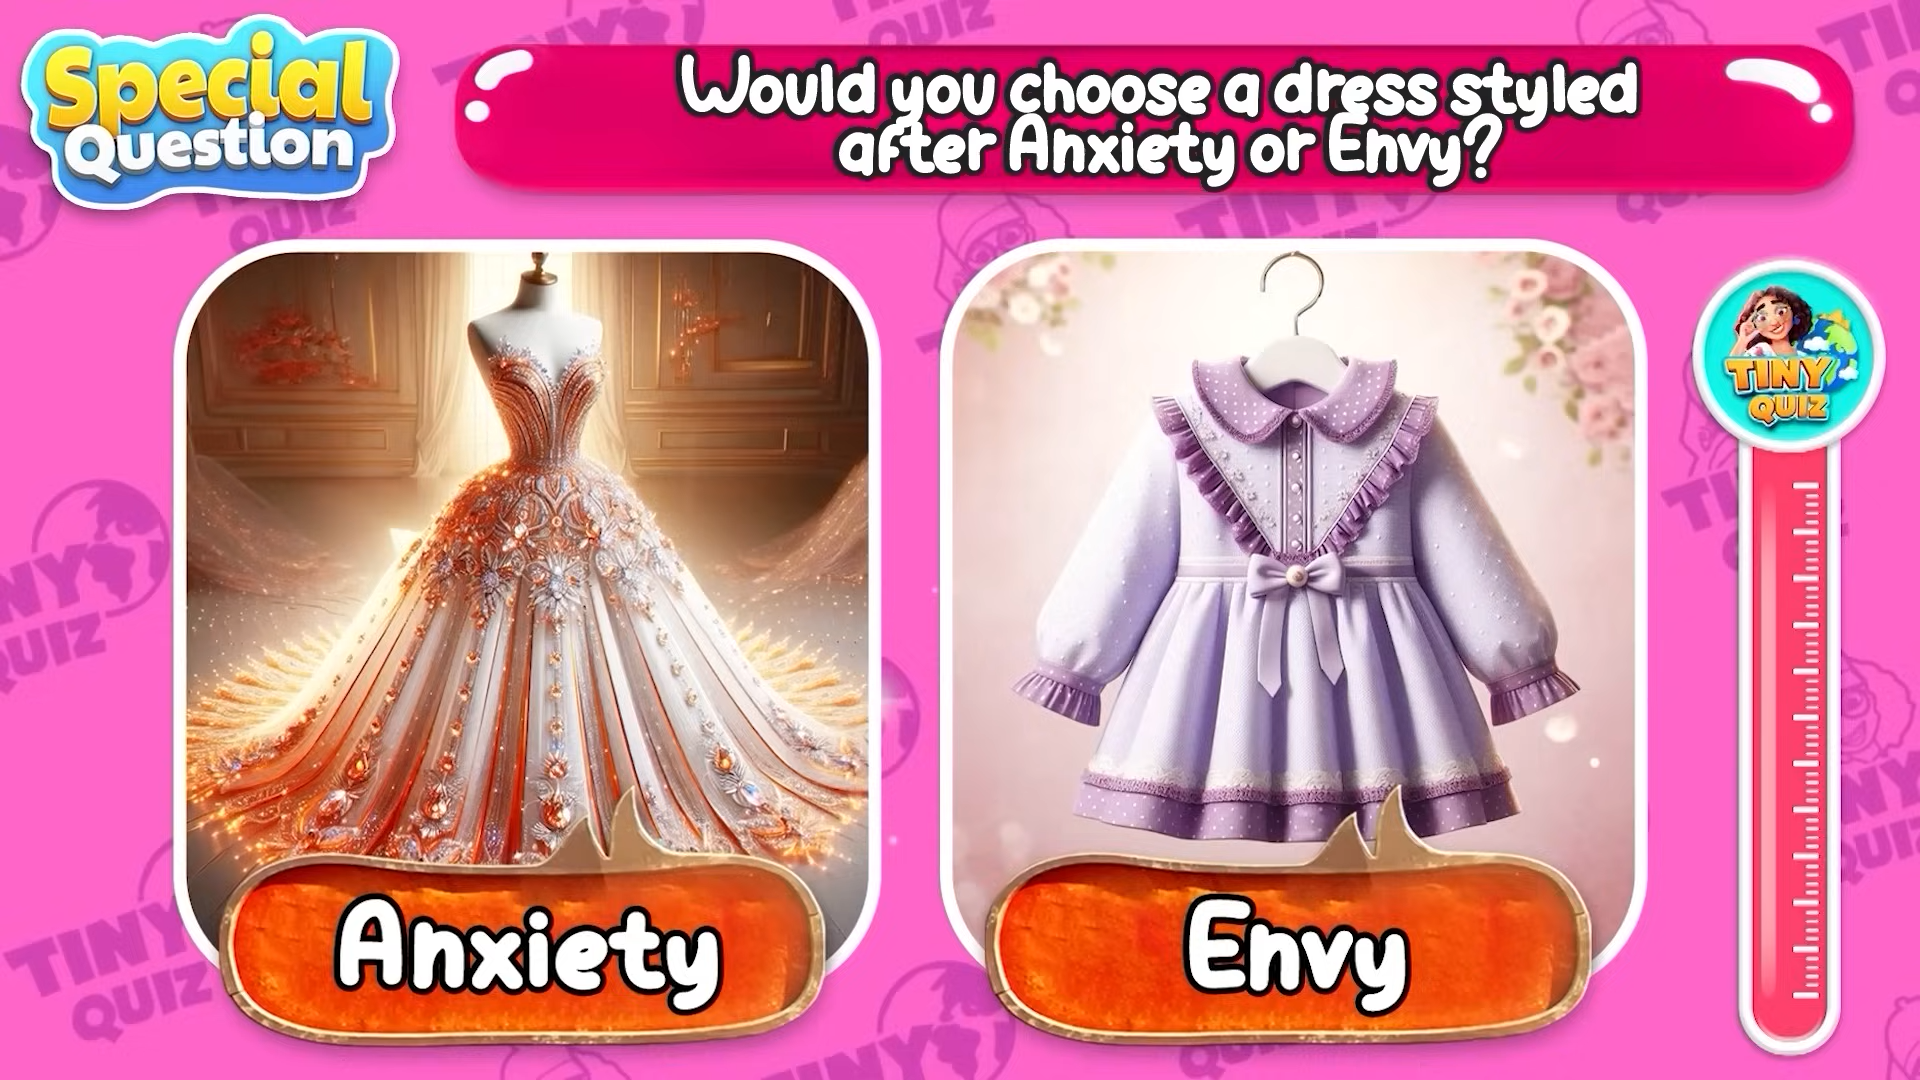 Special
Question
Would you choose a dress styled
after Anxiety or Envy?
TINY
QUIZ
Anxiety
Envy